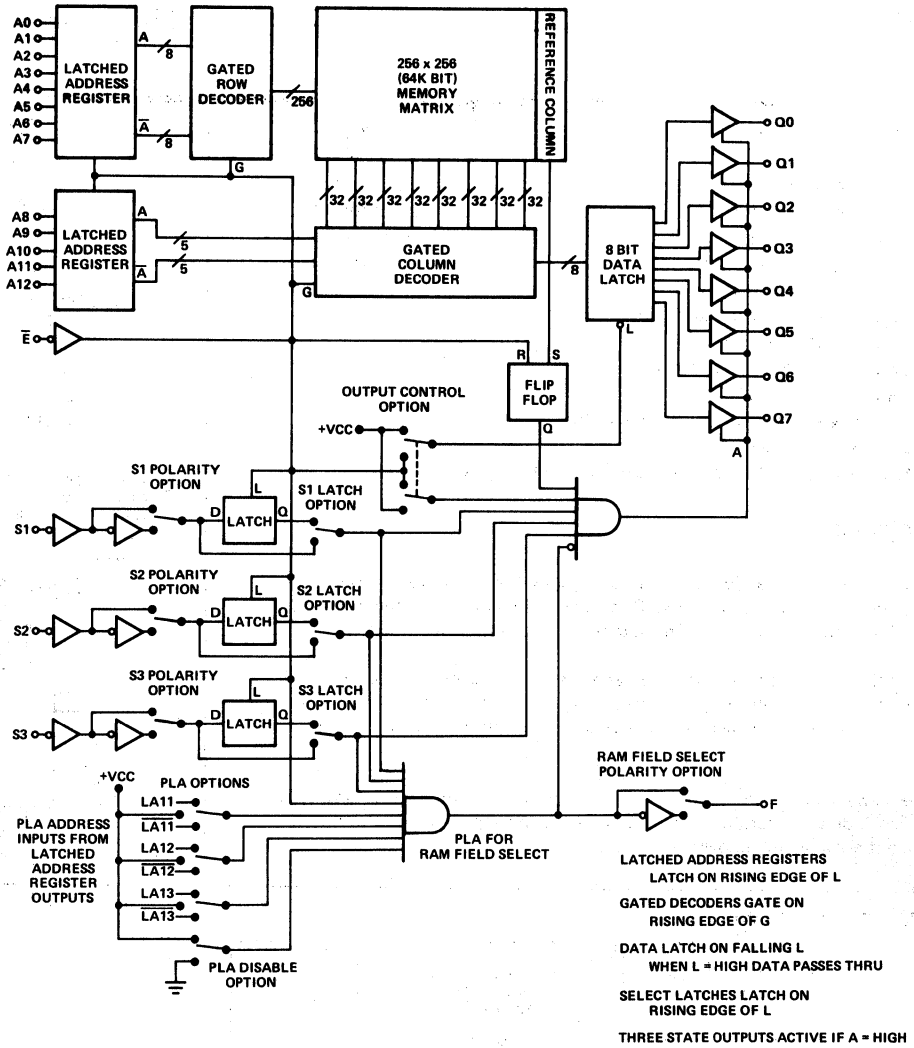 A0
A1
A2
A3
A4
A5
A6
A7
LATCHED
ADDRESS
REGISTER
A
8
A̅
8
GATED
ROW
DECODER
G
256
256 x 256
(64K BIT)
MEMORY
MATRIX
REFERENCE COLUMN
32
32
32
32
32
32
32
32
A8
A9
A10
A11
A12
LATCHED
ADDRESS
REGISTER
A
5
A̅
5
G
GATED
COLUMN
DECODER
8
8 BIT
DATA
LATCH
L
Q0
Q1
Q2
Q3
Q4
Q5
Q6
Q7
A
E̅
R
S
FLIP
FLOP
Q
OUTPUT CONTROL
OPTION
+VCC
S1 POLARITY
OPTION
S1
D
L
Q
LATCH
S1 LATCH
OPTION
S2 POLARITY
OPTION
S2
D
L
Q
LATCH
S2 LATCH
OPTION
S3 POLARITY
OPTION
S3
D
L
Q
LATCH
S3 LATCH
OPTION
+VCC
PLA OPTIONS
PLA ADDRESS
INPUTS FROM
LATCHED
ADDRESS
REGISTER
OUTPUTS
LA11
L̅A̅1̅1̅
LA12
L̅A̅1̅2̅
LA13
L̅A̅1̅3̅
PLA DISABLE
OPTION
PLA FOR
RAM FIELD SELECT
RAM FIELD SELECT
POLARITY OPTION
F
LATCHED ADDRESS REGISTERS
LATCH ON RISING EDGE OF L
GATED DECODERS GATE ON
RISING EDGE OF G
DATA LATCH ON FALLING L
WHEN L = HIGH DATA PASSES THRU
SELECT LATCHES LATCH ON
RISING EDGE OF L
THREE STATE OUTPUTS ACTIVE IF A = HIGH